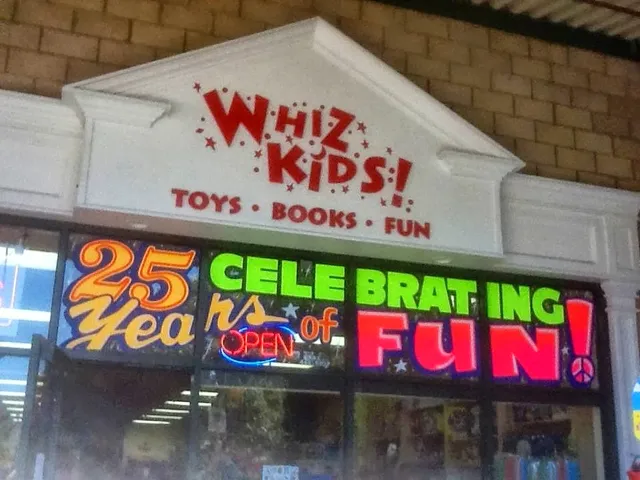 WHIZ
KIDS!
TOYS • BOOKS • FUN
25 CELEBRATING
Years of FUN!
OPEN